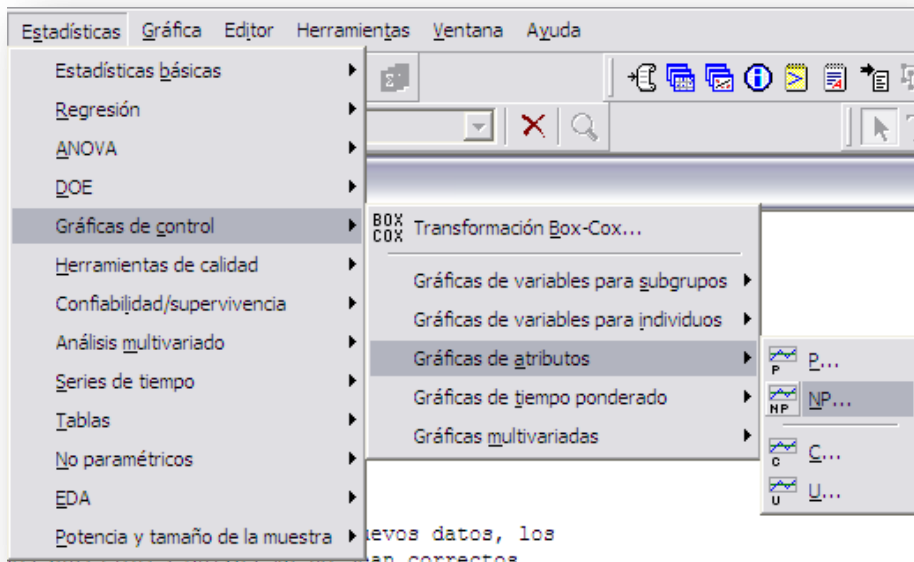 Estadísticas Gráfica Editor Herramientas Ventana Ayuda
Estadísticas básicas
Regresión
ANOVA
DOE
Gráficas de control
Herramientas de calidad
Confiabilidad/supervivencia
Análisis multivariado
Series de tiempo
Tablas
No paramétricos
EDA
Potencia y tamaño de la muestra
BOX COX Transformación Box-Cox...
Gráficas de variables para subgrupos
Gráficas de variables para individuos
Gráficas de atributos
Gráficas de tiempo ponderado
Gráficas multivariadas
P P...
NP NP...
C C...
U U...
datos, los
correctos